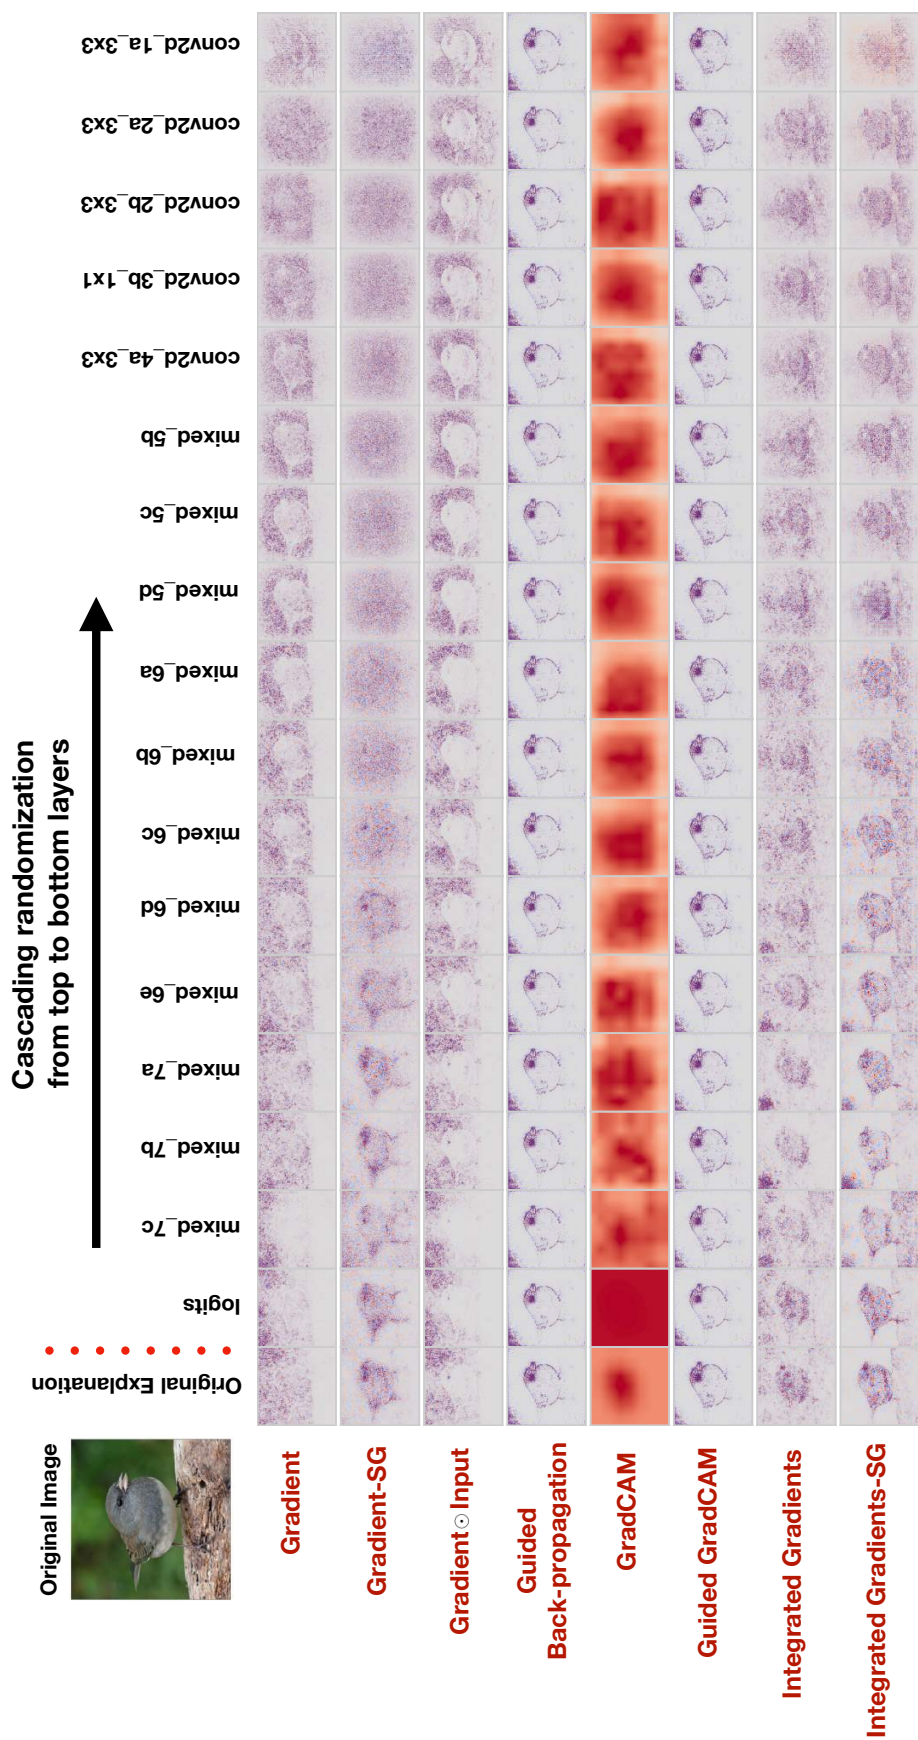 Cascading randomization
from top to bottom layers
Original Image
Original Explanation
logits
mixed_7c
mixed_7b
mixed_7a
mixed_6e
mixed_6d
mixed_6c
mixed_6b
mixed_6a
mixed_5d
mixed_5c
mixed_5b
conv2d_4a_3x3
conv2d_3b_1x1
conv2d_2b_3x3
conv2d_2a_3x3
conv2d_1a_3x3
Gradient
Gradient-SG
Gradient⊙Input
Guided
Back-propagation
GradCAM
Guided GradCAM
Integrated Gradients
Integrated Gradients-SG